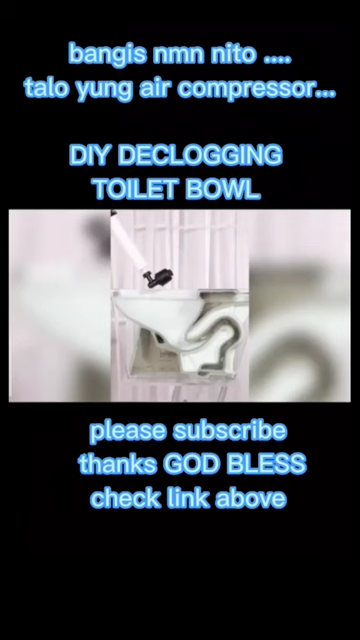 bangis nmn nito ....
talo yung air compressor...
DIY DECLOGGING
TOILET BOWL
please subscribe
thanks GOD BLESS
check link above